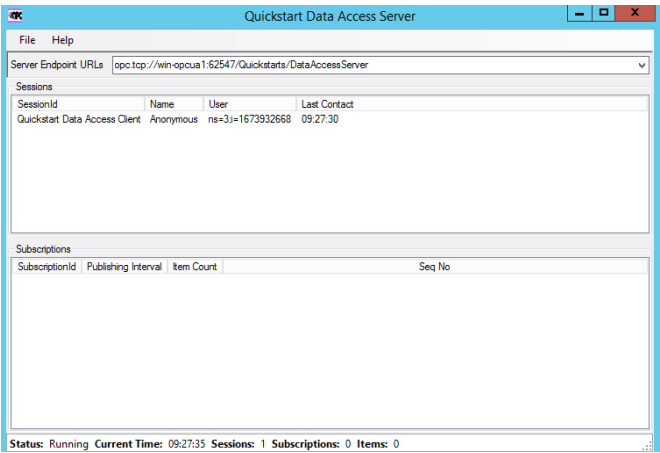 Quickstart Data Access Server
File Help
Server Endpoint URLs opc.tcp://win-opcua1:62547/Quickstarts/DataAccessServer
Sessions
SessionId Name User Last Contact
Quickstart Data Access Client Anonymous ns=3;i=1673932668 09:27:30
Subscriptions
SubscriptionId Publishing Interval Item Count Seq No
Status: Running Current Time: 09:27:35 Sessions: 1 Subscriptions: 0 Items: 0